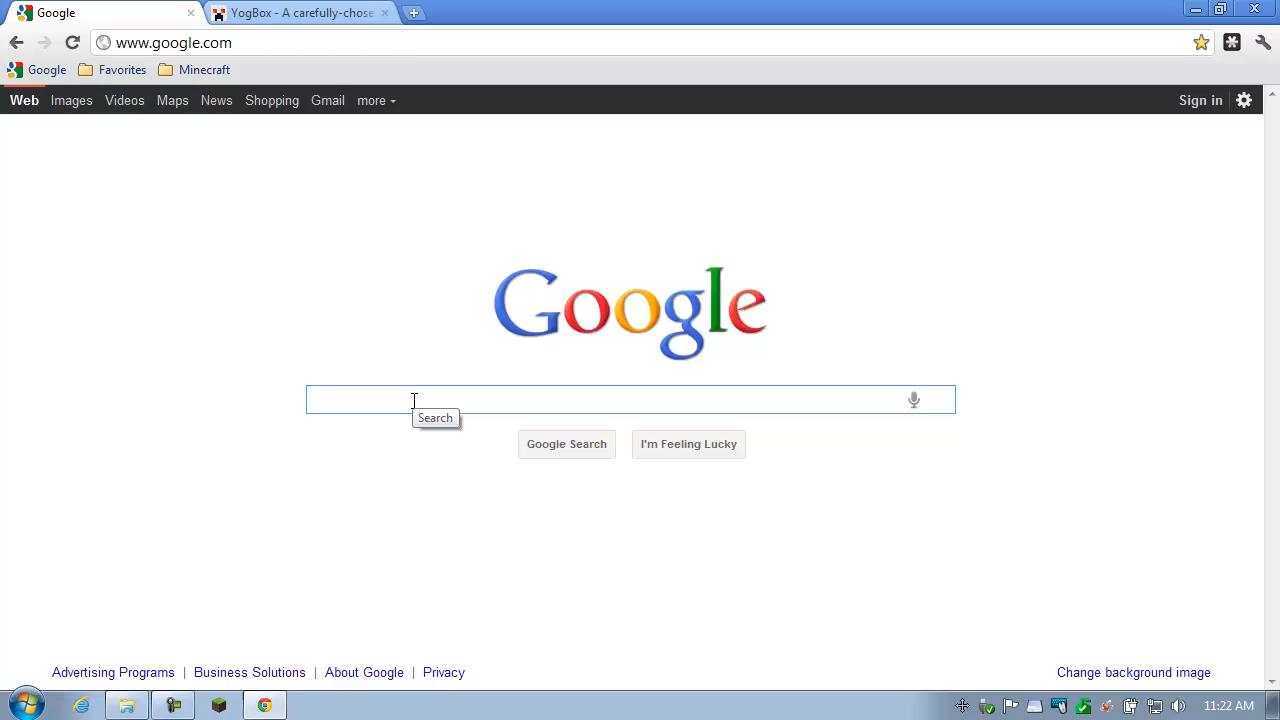 Google
YogBox - A carefully-chose
www.google.com
Google Favorites Minecraft
Web Images Videos Maps News Shopping Gmail more
Sign in
Google
Search
Google Search I'm Feeling Lucky
Advertising Programs | Business Solutions | About Google | Privacy
Change background image
11:22 AM